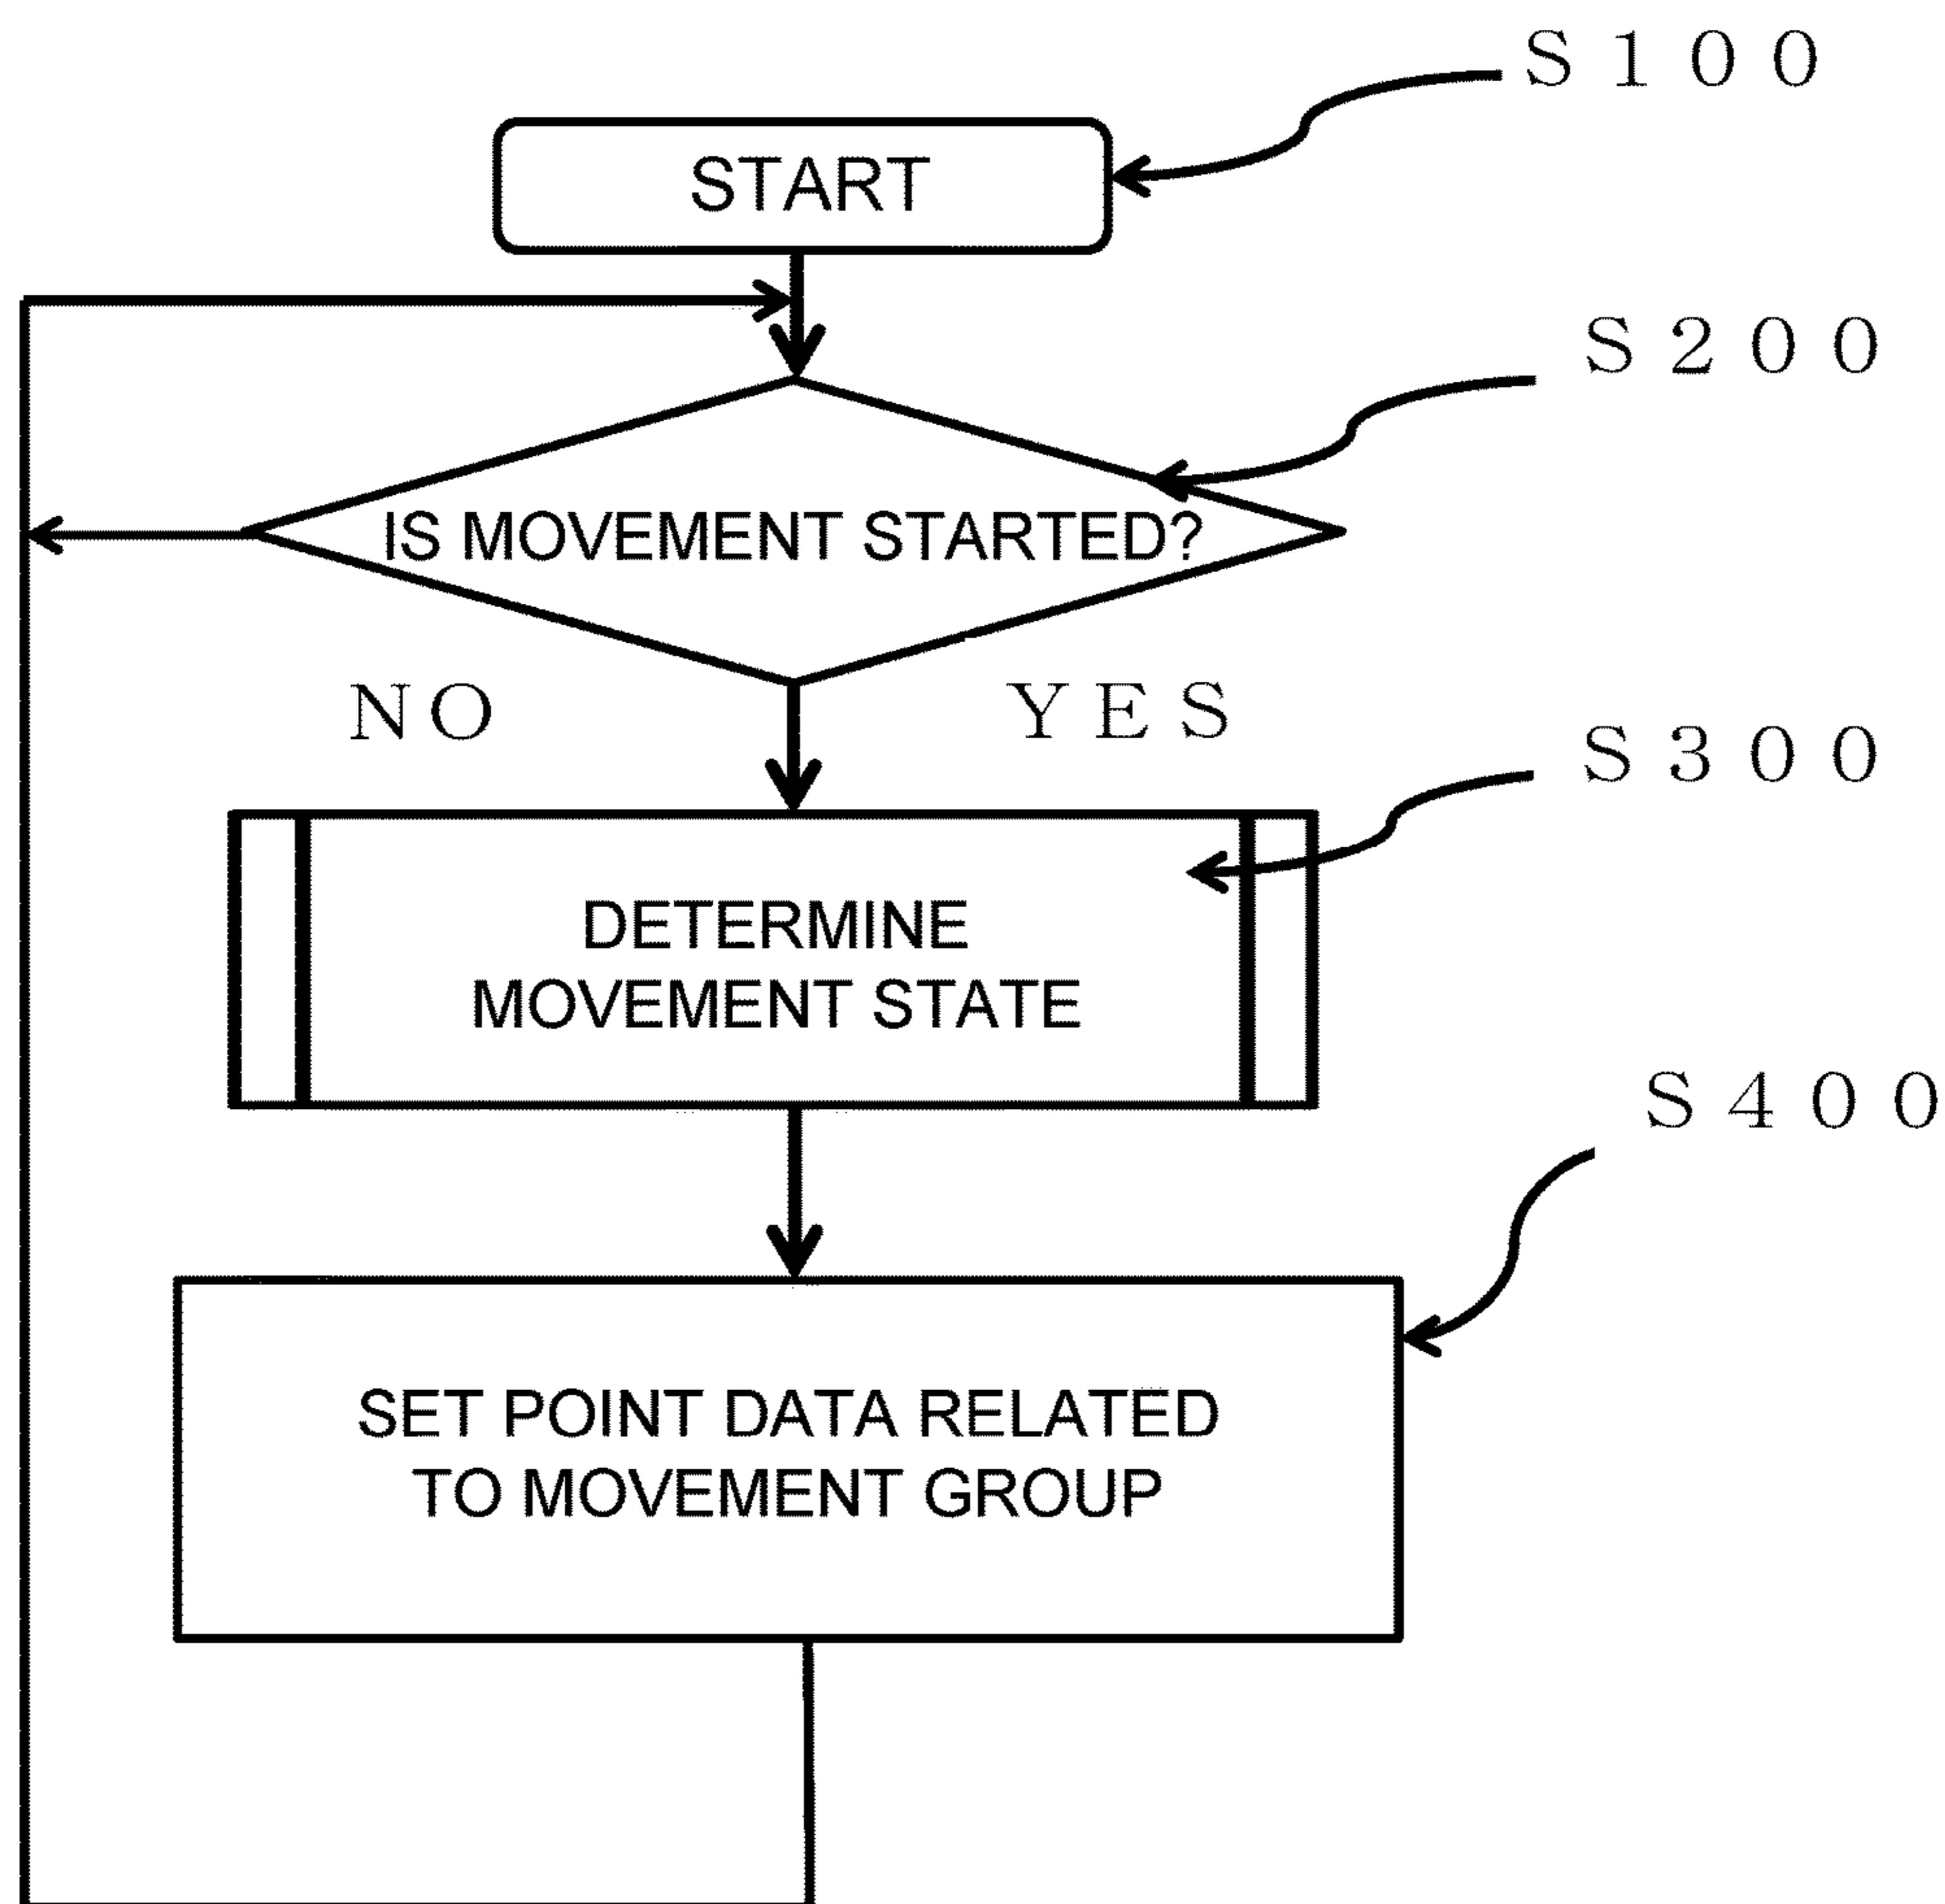 S100
START
S200
IS MOVEMENT STARTED?
NO
YES
S300
DETERMINE
MOVEMENT STATE
S400
SET POINT DATA RELATED
TO MOVEMENT GROUP